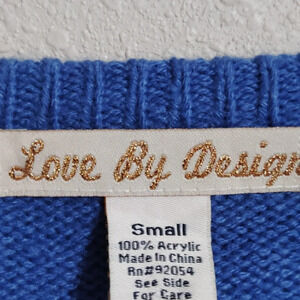 Love By Design
Small
100% Acrylic
Made In China
Rn#92054
See Side
For Care